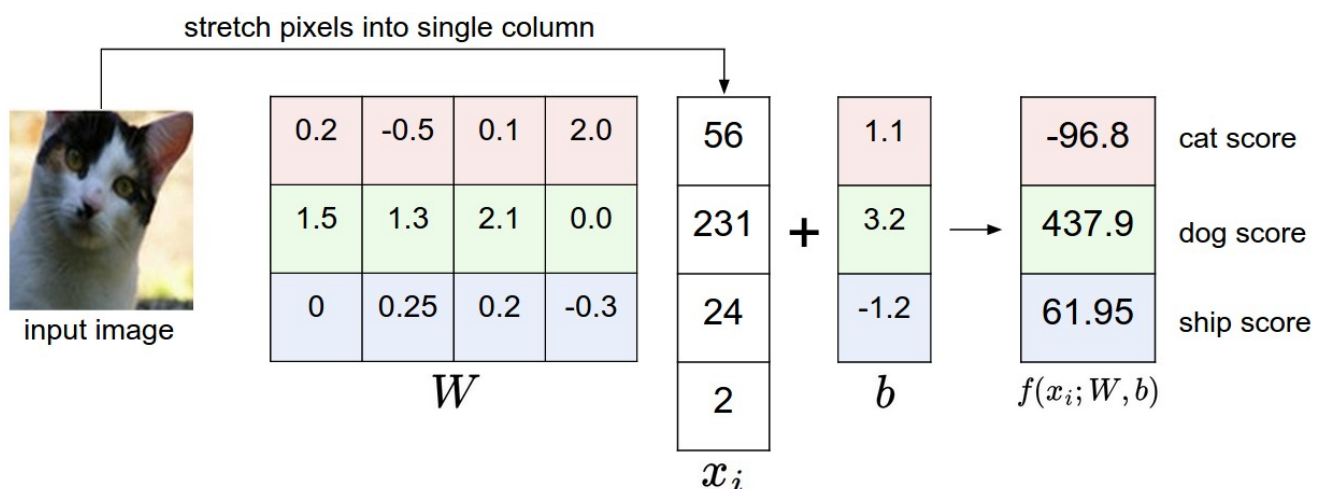 stretch pixels into single column
0.2 -0.5 0.1 2.0 56 1.1 -96.8 cat score
1.5 1.3 2.1 0.0 231 + 3.2 437.9 dog score
0 0.25 0.2 -0.3 24 -1.2 61.95 ship score
input image
W 2 b f(x_i; W, b)
x_i